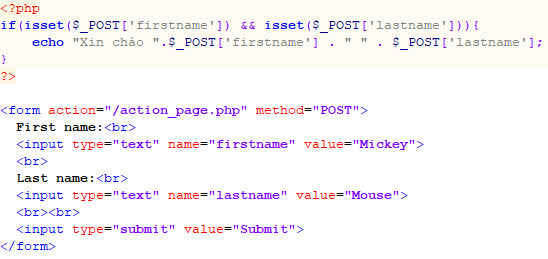 <?php
if(isset($_POST['firstname']) && isset($_POST['lastname'])){
    echo "Xin chào ".$_POST['firstname'] . " " . $_POST['lastname'];
}
?>

<form action="/action_page.php" method="POST">
  First name:<br>
  <input type="text" name="firstname" value="Mickey">
  <br>
  Last name:<br>
  <input type="text" name="lastname" value="Mouse">
  <br><br>
  <input type="submit" value="Submit">
</form>